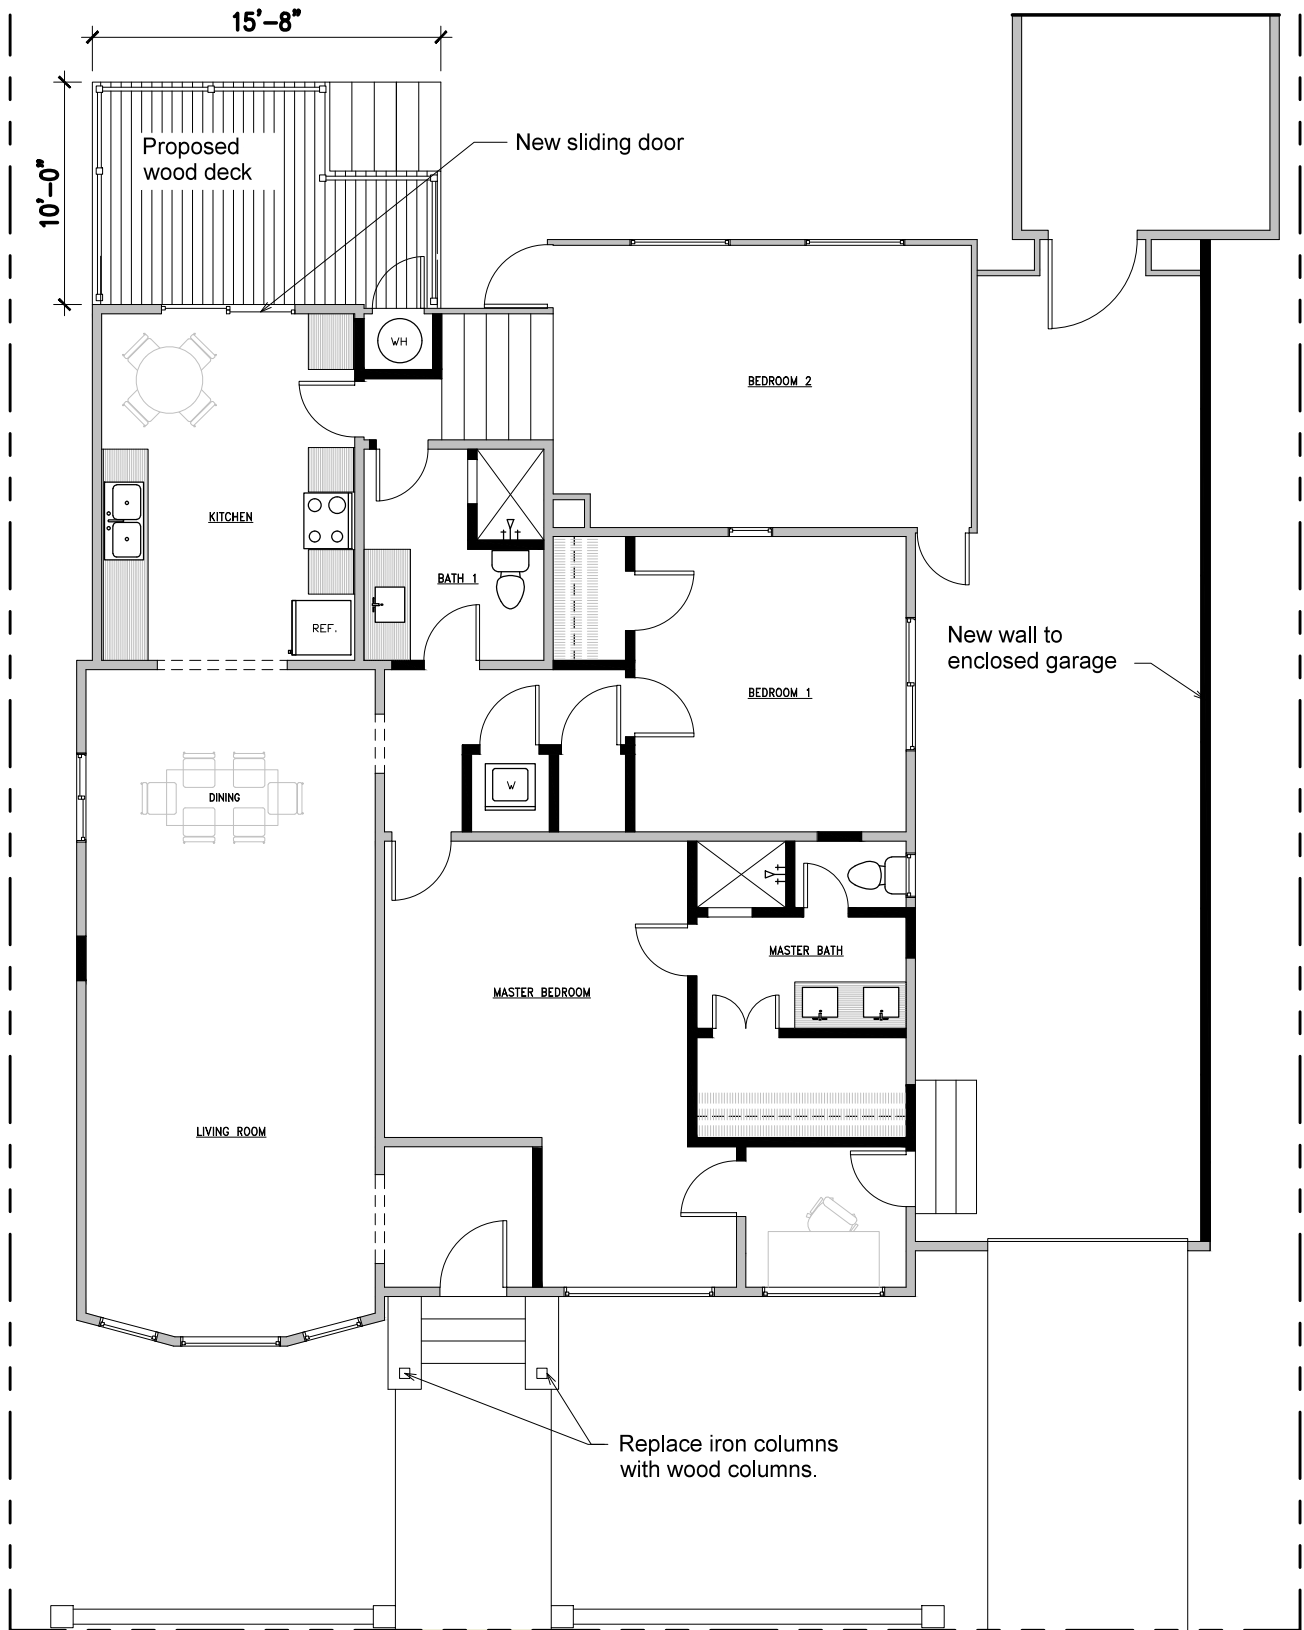 15'-8"
10'-0"
Proposed
wood deck
New sliding door
WH
BEDROOM 2
KITCHEN
BATH 1
REF.
New wall to
enclosed garage
BEDROOM 1
W
DINING
MASTER BATH
MASTER BEDROOM
LIVING ROOM
Replace iron columns
with wood columns.